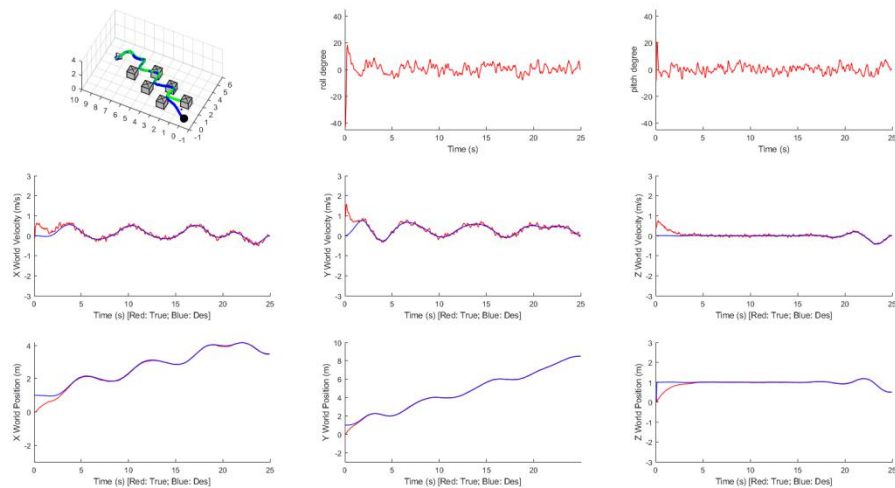 4
2
0
10 9 8 7 6 5 4 3 2 1 0 -1
-1 0 1 2 3 4 5 6
roll degree
40
20
0
-20
-40
0 5 10 15 20 25
Time (s)
pitch degree
40
20
0
-20
-40
0 5 10 15 20 25
Time (s)
X World Velocity (m/s)
3
2
1
0
-1
-2
-3
0 5 10 15 20 25
Time (s) [Red: True; Blue: Des]
Y World Velocity (m/s)
3
2
1
0
-1
-2
-3
0 5 10 15 20 25
Time (s) [Red: True; Blue: Des]
Z World Velocity (m/s)
3
2
1
0
-1
-2
-3
0 5 10 15 20 25
Time (s) [Red: True; Blue: Des]
X World Position (m)
4
2
0
-2
0 5 10 15 20 25
Time (s) [Red: True; Blue: Des]
Y World Position (m)
10
8
6
4
2
0
-2
0 5 10 15 20 25
Time (s) [Red: True; Blue: Des]
Z World Position (m)
3
2
1
0
-1
-2
-3
0 5 10 15 20 25
Time (s) [Red: True; Blue: Des]